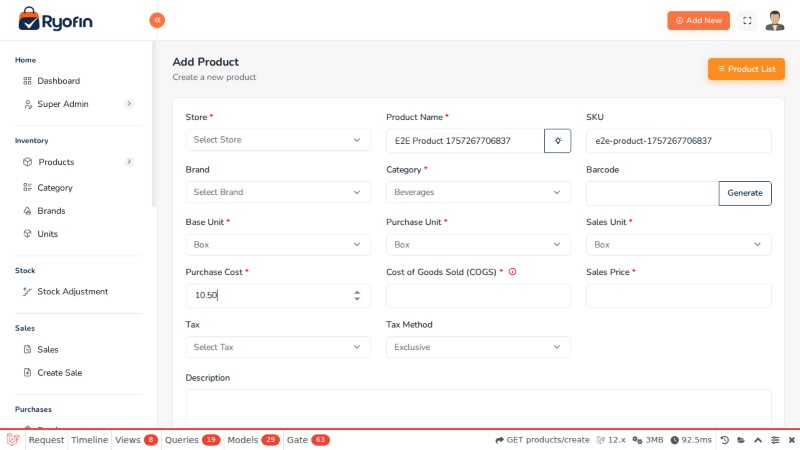 Ryofin
«
Add New
Home
Dashboard
Super Admin
Inventory
Products
Category
Brands
Units
Stock
Stock Adjustment
Sales
Sales
Create Sale
Purchases
Add Product
Create a new product
Product List
Store * Product Name * SKU
Select Store E2E Product 1757267706837 e2e-product-1757267706837
Brand Category * Barcode
Select Brand Beverages Generate
Base Unit * Purchase Unit * Sales Unit *
Box Box Box
Purchase Cost * Cost of Goods Sold (COGS) * Sales Price *
10.50
Tax Tax Method
Select Tax Exclusive
Description
Request Timeline Views 8 Queries 19 Models 29 Gate 63 GET products/create 12.x 3MB 92.5ms